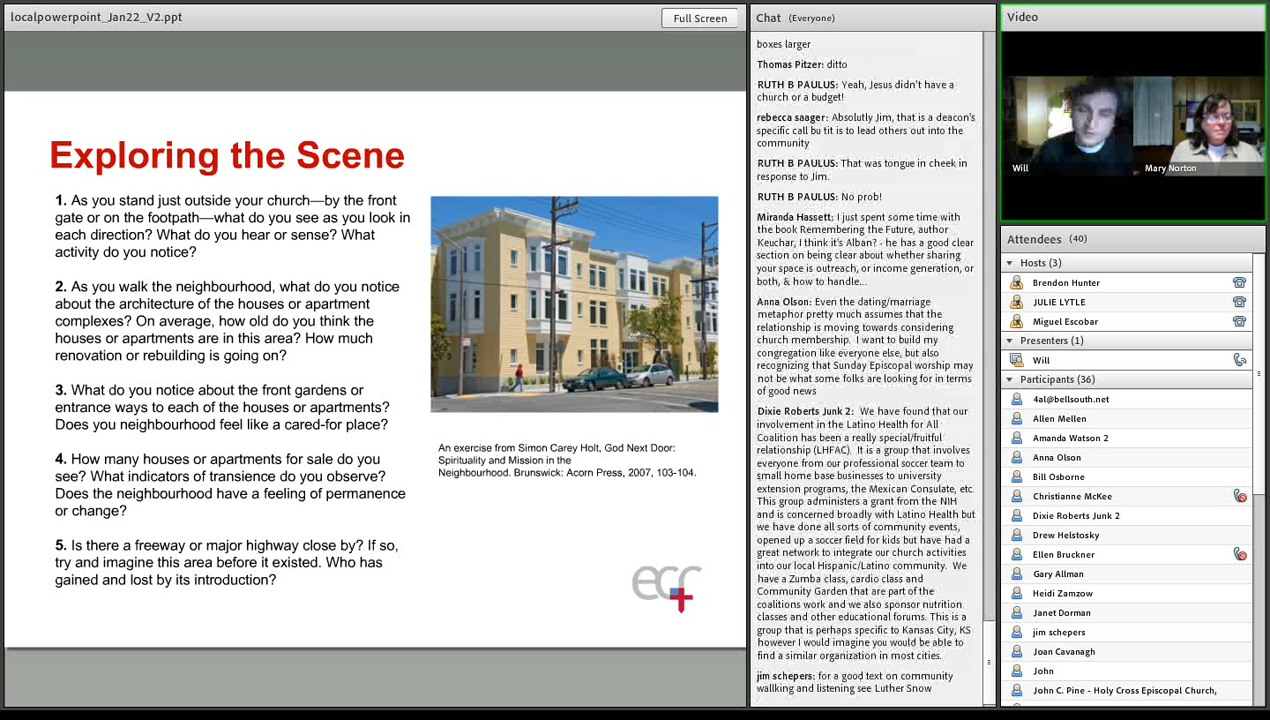 localpowerpoint_Jan22_V2.ppt
Full Screen
Exploring the Scene
1. As you stand just outside your church—by the front
gate or on the footpath—what do you see as you look in
each direction? What do you hear or sense? What
activity do you notice?
2. As you walk the neighbourhood, what do you notice
about the architecture of the houses or apartment
complexes? On average, how old do you think the
houses or apartments are in this area? How much
renovation or rebuilding is going on?
3. What do you notice about the front gardens or
entrance ways to each of the houses or apartments?
Does you neighbourhood feel like a cared-for place?
4. How many houses or apartments for sale do you
see? What indicators of transience do you observe?
Does the neighbourhood have a feeling of permanence
or change?
5. Is there a freeway or major highway close by? If so,
try and imagine this area before it existed. Who has
gained and lost by its introduction?
An exercise from Simon Carey Holt, God Next Door:
Spirituality and Mission in the
Neighbourhood. Brunswick: Acorn Press, 2007, 103-104.
ecf
Chat (Everyone)
boxes larger
Thomas Pitzer: ditto
RUTH B PAULUS: Yeah, Jesus didn't have a
church or a budget!
rebecca saager: Absolutly Jim, that is a deacon's
specific call bu tit is to lead others out into the
community
RUTH B PAULUS: That was tongue in cheek in
response to Jim.
RUTH B PAULUS: No prob!
Miranda Hassett: I just spent some time with
the book Remembering the Future, author
Keuchar, I think it's Alban? - he has a good clear
section on being clear about whether sharing
your space is outreach, or income generation, or
both, & how to handle...
Anna Olson: Even the dating/marriage
metaphor pretty much assumes that the
relationship is moving towards considering
church membership. I want to build my
congregation like everyone else, but also
recognizing that Sunday Episcopal worship may
not be what some folks are looking for in terms
of good news
Dixie Roberts Junk 2: We have found that our
involvement in the Latino Health for All
Coalition has been a really special/fruitful
relationship (LHFAC). It is a group that involves
everyone from our professional soccer team to
small home base businesses to university
extension programs, the Mexican Consulate, etc.
This group administers a grant from the NIH
and is concerned broadly with Latino Health but
we have done all sorts of community events,
opened up a soccer field for kids but have had a
great network to integrate our church activities
into our local Hispanic/Latino community. We
have a Zumba class, cardio class and
Community Garden that are part of the
coalitions work and we also sponsor nutrition
classes and other educational forums. This is a
group that is perhaps specific to Kansas City, KS
however I would imagine you would be able to
find a similar organization in most cities.
jim schepers: for a good text on community
wallking and listening see Luther Snow
Video
Will
Mary Norton
Attendees (40)
Hosts (3)
Brendon Hunter
JULIE LYTLE
Miguel Escobar
Presenters (1)
Will
Participants (36)
4al@bellsouth.net
Allen Mellen
Amanda Watson 2
Anna Olson
Bill Osborne
Christianne McKee
Dixie Roberts Junk 2
Drew Helstosky
Ellen Bruckner
Gary Allman
Heidi Zamzow
Janet Dorman
jim schepers
Joan Cavanagh
John
John C. Pine - Holy Cross Episcopal Church,